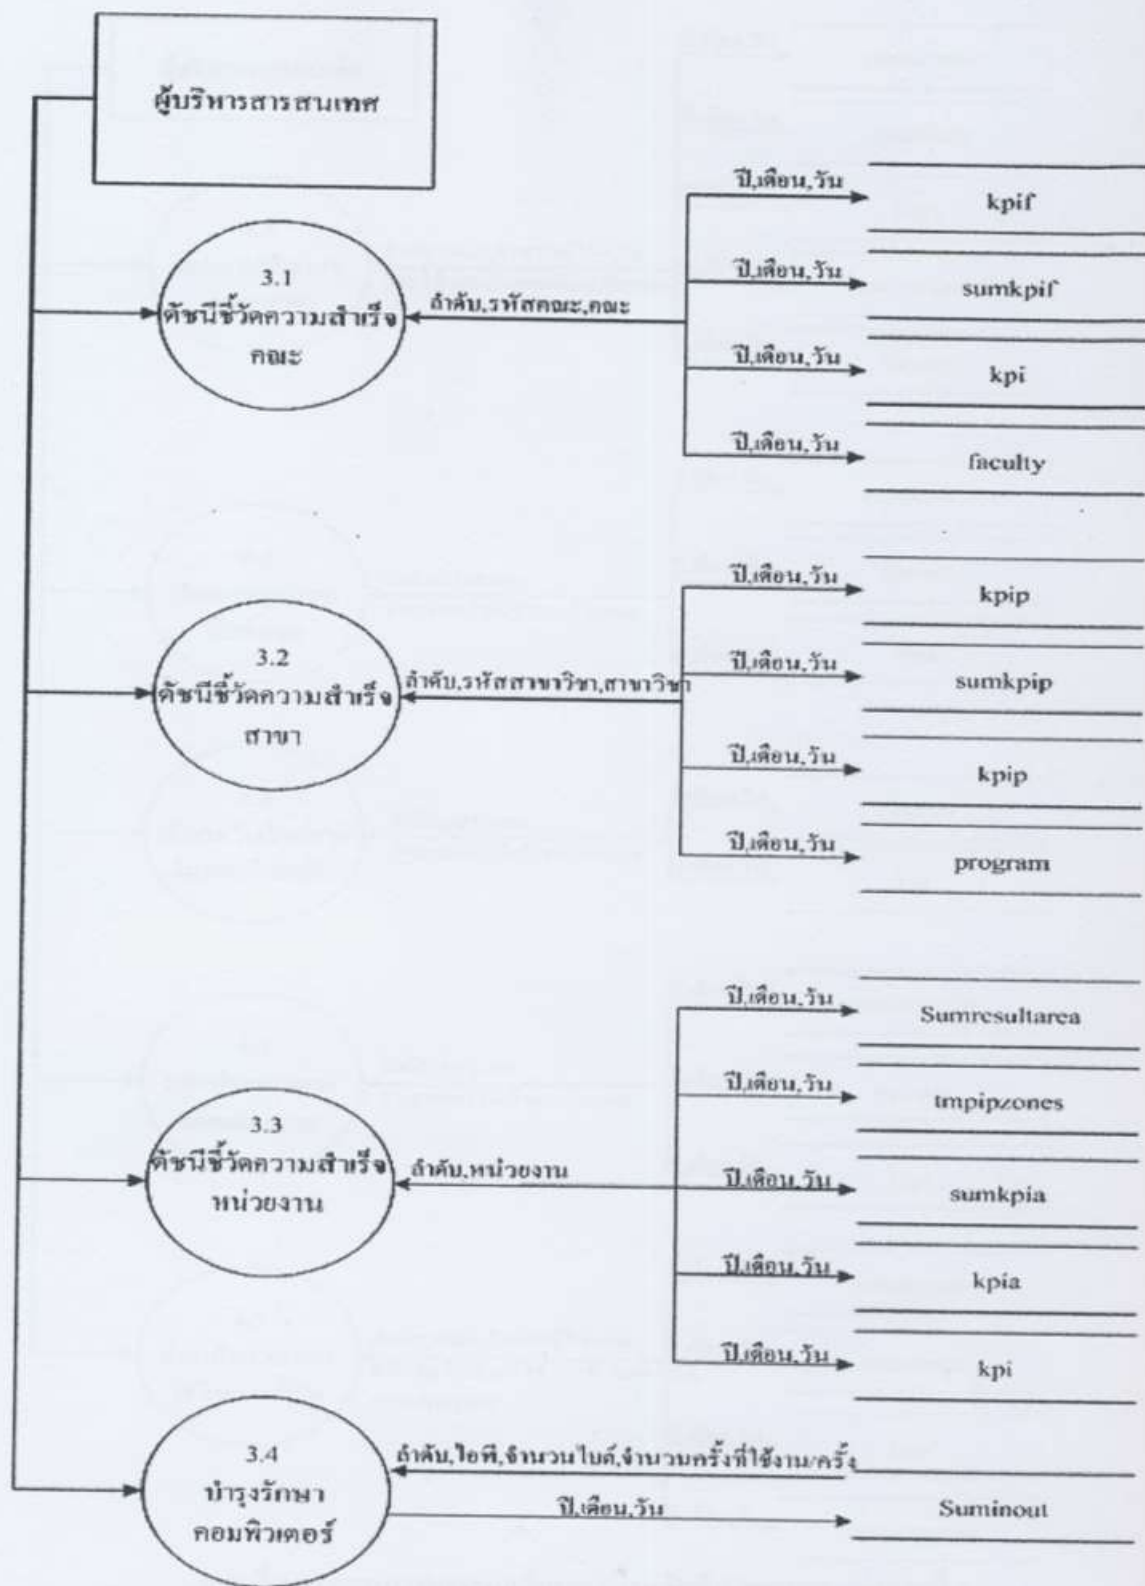 ผู้บริหารสารสนเทศ
3.1
ดัชนีชี้วัดความสำเร็จ
คณะ
ลำดับ,รหัสคณะ,คณะ
ปี,เดือน,วัน
kpif
ปี,เดือน,วัน
sumkpif
ปี,เดือน,วัน
kpi
ปี,เดือน,วัน
faculty
3.2
ดัชนีชี้วัดความสำเร็จ
สาขา
ลำดับ,รหัสสาขาวิชา,สาขาวิชา
ปี,เดือน,วัน
kpip
ปี,เดือน,วัน
sumkpip
ปี,เดือน,วัน
kpip
ปี,เดือน,วัน
program
3.3
ดัชนีชี้วัดความสำเร็จ
หน่วยงาน
ลำดับ,หน่วยงาน
ปี,เดือน,วัน
Sumresultarea
ปี,เดือน,วัน
tmpipzones
ปี,เดือน,วัน
sumkpia
ปี,เดือน,วัน
kpia
ปี,เดือน,วัน
kpi
3.4
บำรุงรักษา
คอมพิวเตอร์
ลำดับ,ไอพี,จำนวนไบต์,จำนวนครั้งที่ใช้งาน/ครั้ง
ปี,เดือน,วัน
Suminout